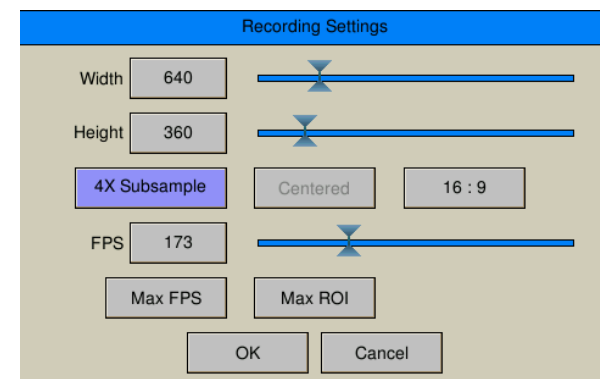 Recording Settings
Width 640
Height 360
4X Subsample Centered 16 : 9
FPS 173
Max FPS Max ROI
OK Cancel